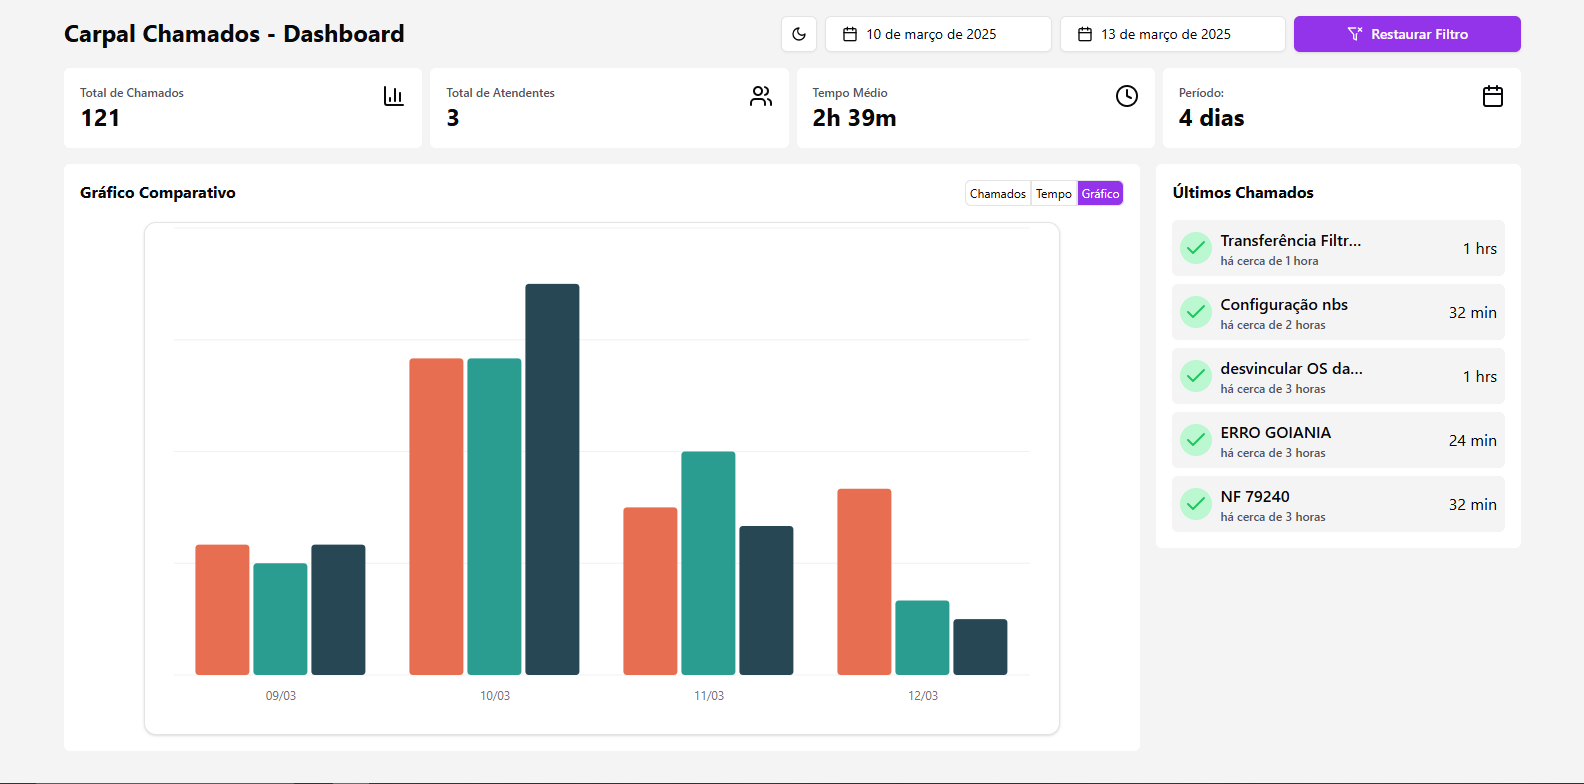 Carpal Chamados - Dashboard
10 de março de 2025
13 de março de 2025
Restaurar Filtro
Total de Chamados
121
Total de Atendentes
3
Tempo Médio
2h 39m
Período:
4 dias
Gráfico Comparativo
Chamados
Tempo
Gráfico
09/03
10/03
11/03
12/03
Últimos Chamados
Transferência Filtr...
há cerca de 1 hora
1 hrs
Configuração nbs
há cerca de 2 horas
32 min
desvincular OS da...
há cerca de 3 horas
1 hrs
ERRO GOIANIA
há cerca de 3 horas
24 min
NF 79240
há cerca de 3 horas
32 min